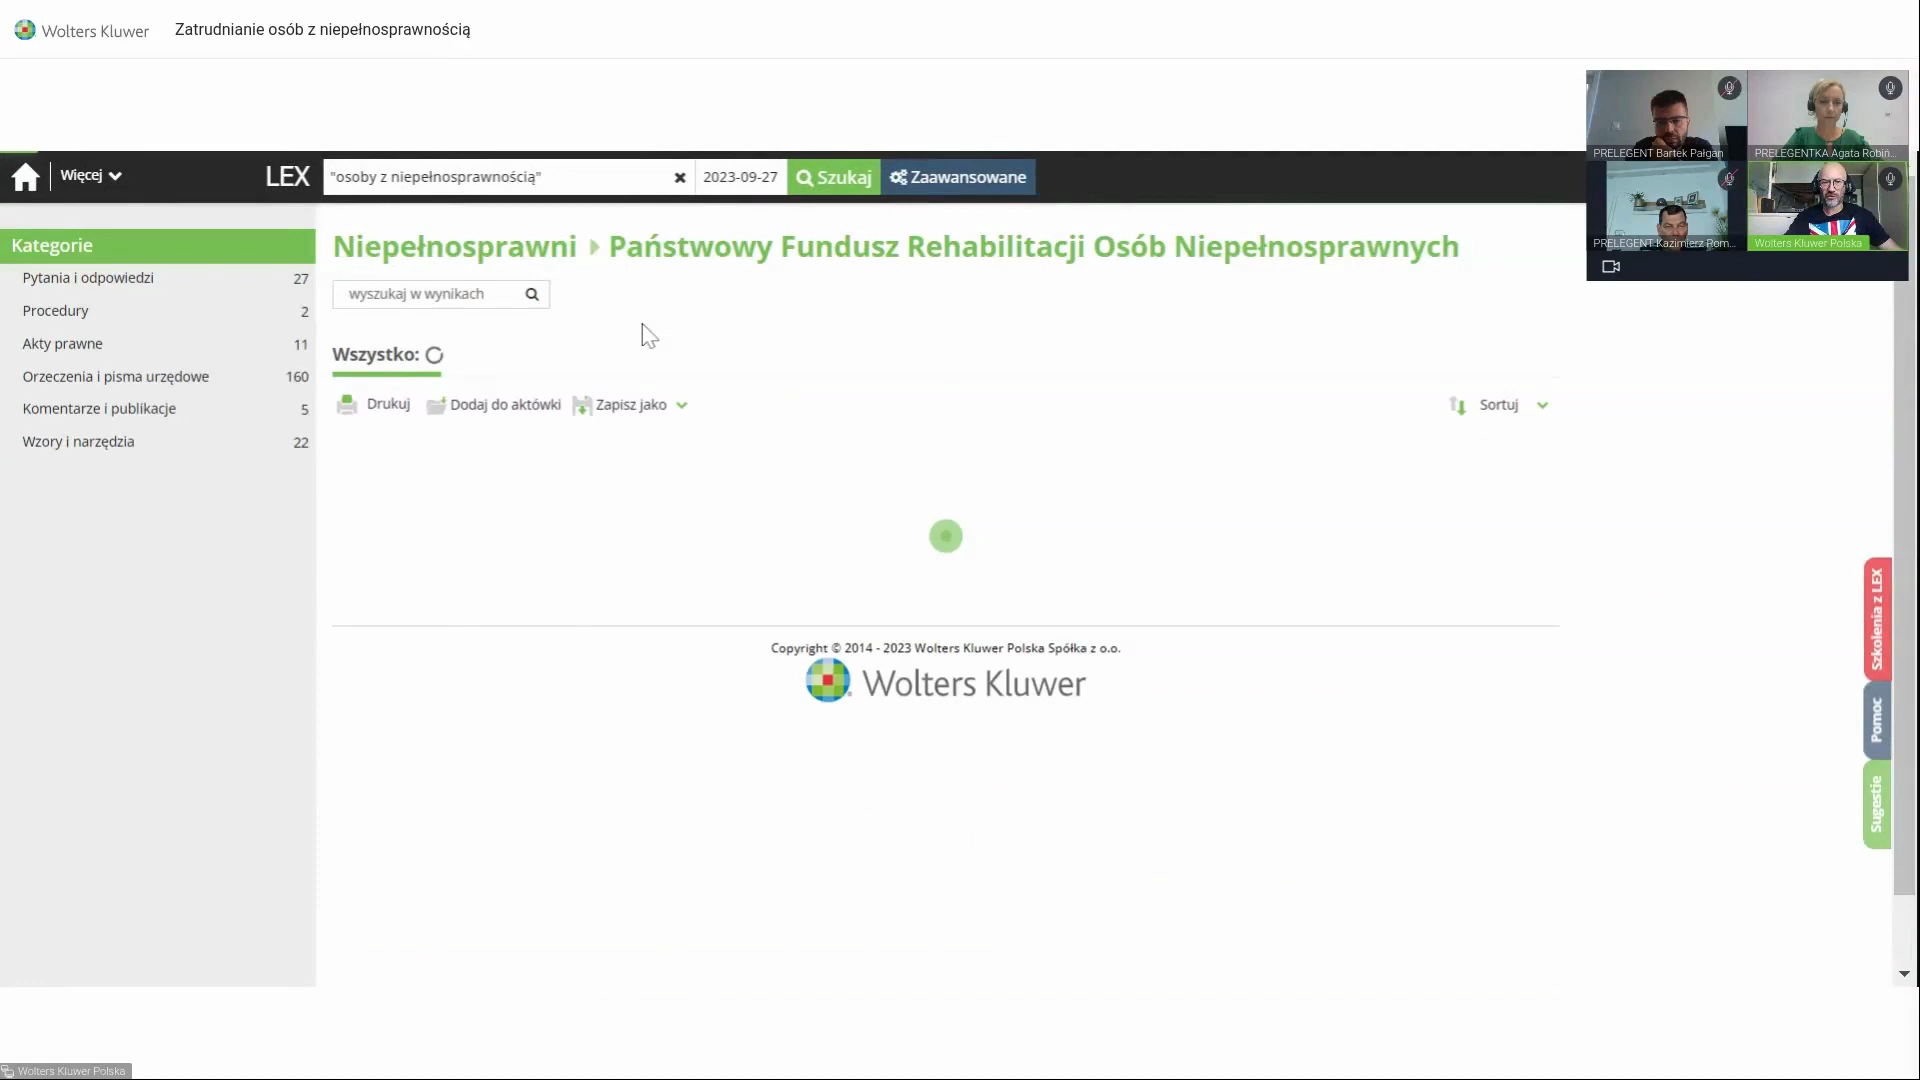 Wolters Kluwer
Zatrudnianie osób z niepełnosprawnością
PRELEGENT Bartek Pałgan
PRELEGENTKA Agata Robiń...
PRELEGENT Kazimierz Pom...
Wolters Kluwer Polska
Więcej
LEX
"osoby z niepełnosprawnością"
2023-09-27
Szukaj
Zaawansowane
Kategorie
Pytania i odpowiedzi 27
Procedury 2
Akty prawne 11
Orzeczenia i pisma urzędowe 160
Komentarze i publikacje 5
Wzory i narzędzia 22
Niepełnosprawni Państwowy Fundusz Rehabilitacji Osób Niepełnosprawnych
wyszukaj w wynikach
Wszystko:
Drukuj
Dodaj do aktówki
Zapisz jako
Sortuj
Copyright © 2014 - 2023 Wolters Kluwer Polska Spółka z o.o.
Wolters Kluwer
Szkolenia z LEX
Pomoc
Sugestie
Wolters Kluwer Polska